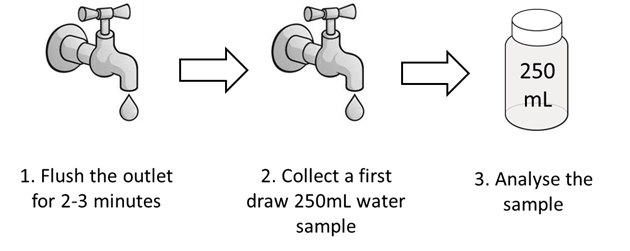 250
mL
1. Flush the outlet
for 2-3 minutes
2. Collect a first
draw 250mL water
sample
3. Analyse the
sample